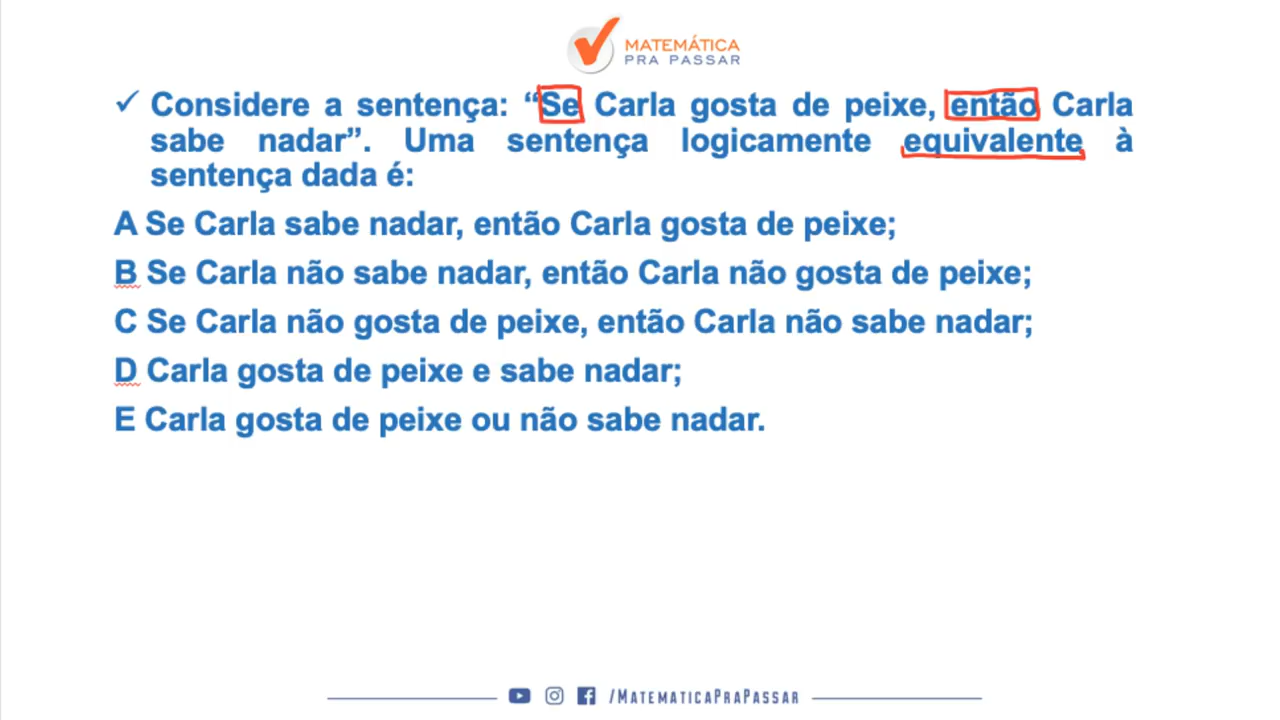 MATEMÁTICA
PRA PASSAR
✓ Considere a sentença: “Se Carla gosta de peixe, então Carla
sabe nadar”. Uma sentença logicamente equivalente à
sentença dada é:
A Se Carla sabe nadar, então Carla gosta de peixe;
B Se Carla não sabe nadar, então Carla não gosta de peixe;
C Se Carla não gosta de peixe, então Carla não sabe nadar;
D Carla gosta de peixe e sabe nadar;
E Carla gosta de peixe ou não sabe nadar.
/MATEMATICAPRAPASSAR